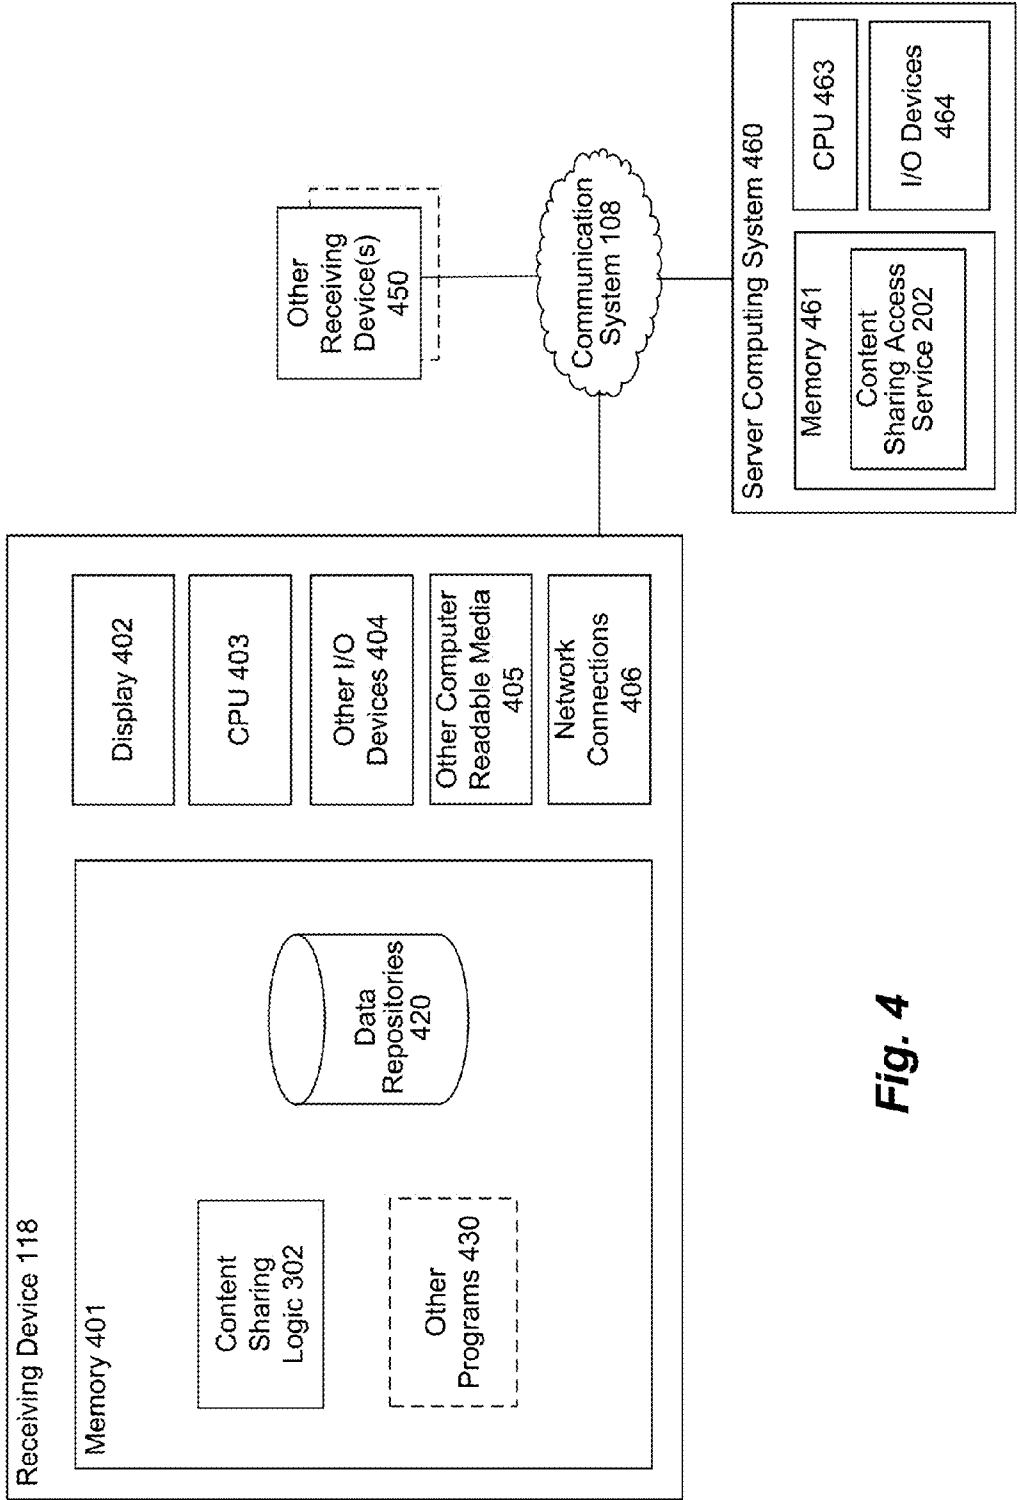 Receiving Device 118
Memory 401
Content
Sharing
Logic 302
Other
Programs 430
Data
Repositories
420
Display 402
CPU 403
Other I/O
Devices 404
Other Computer
Readable Media
405
Network
Connections
406
Other
Receiving
Device(s)
450
Communication
System 108
Server Computing System 460
Memory 461
Content
Sharing Access
Service 202
CPU 463
I/O Devices
464
Fig. 4